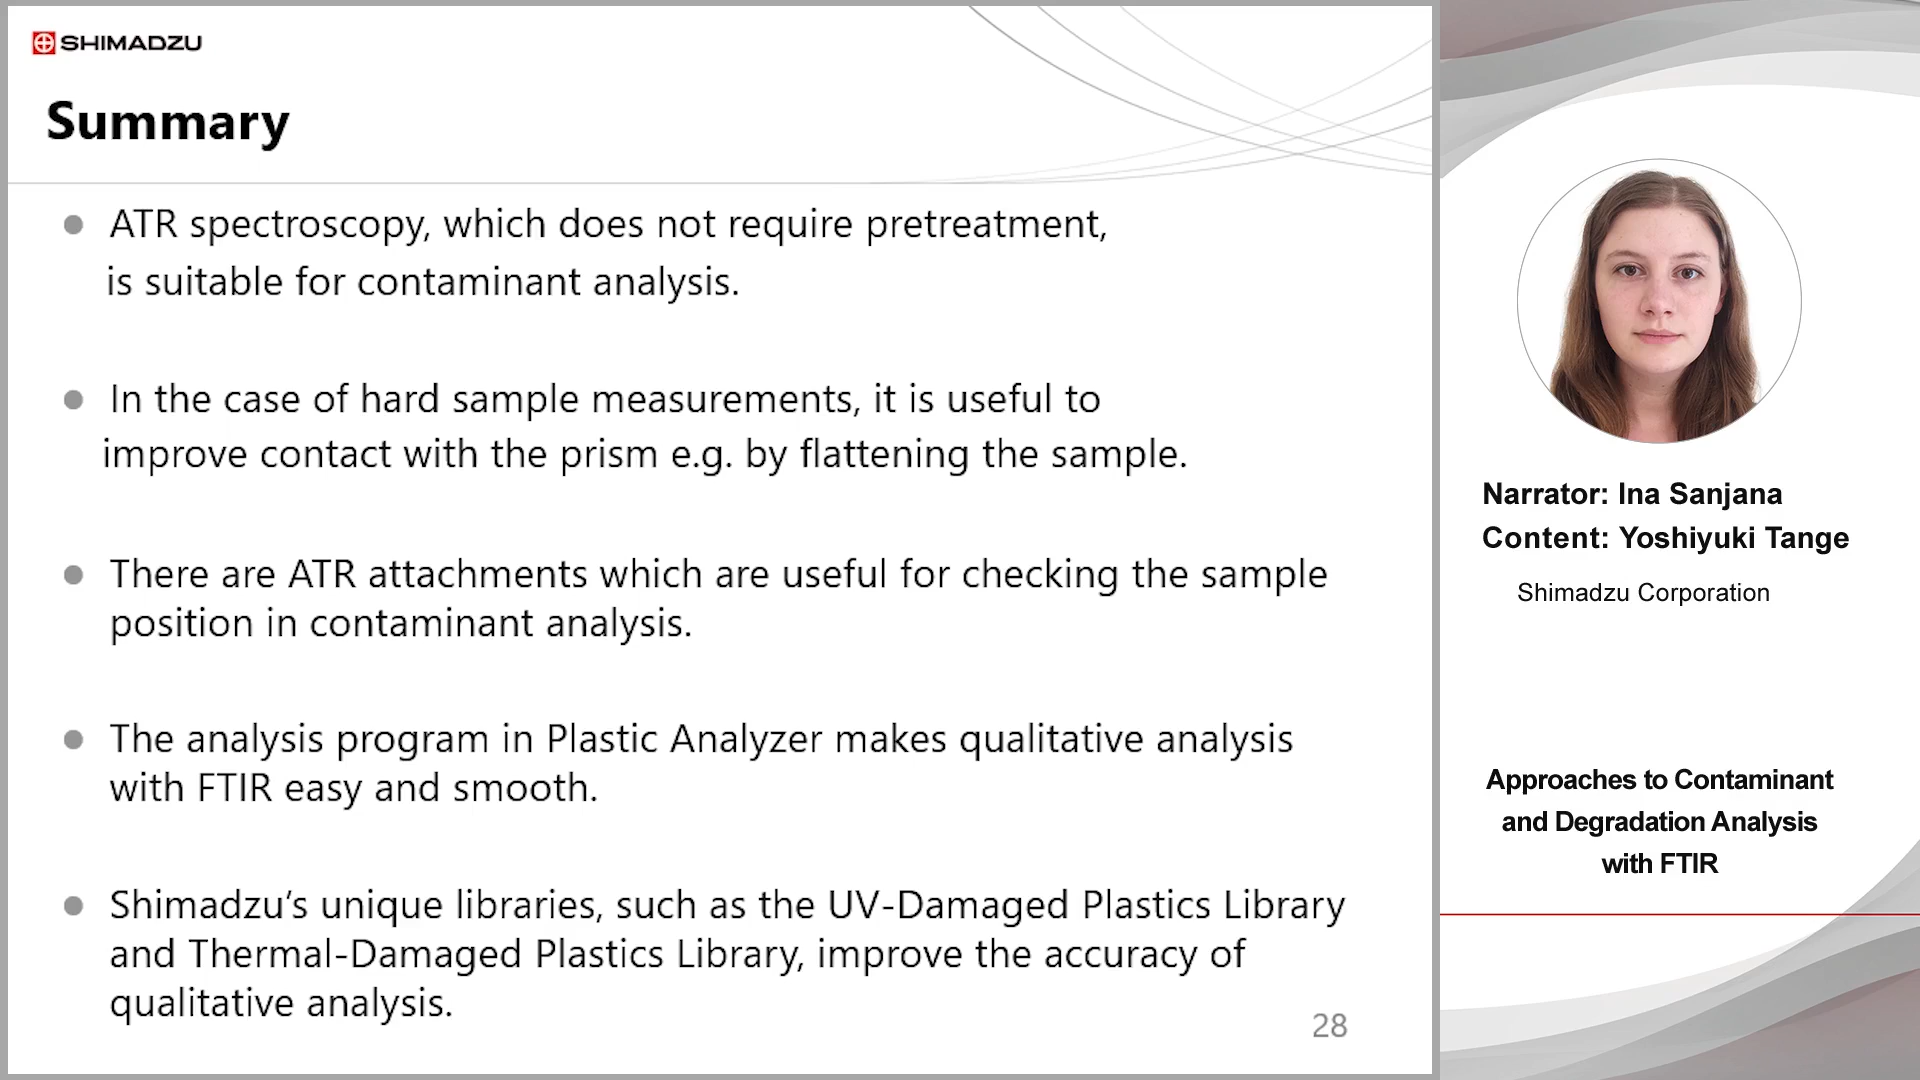 SHIMADZU
Summary
ATR spectroscopy, which does not require pretreatment,
is suitable for contaminant analysis.
In the case of hard sample measurements, it is useful to
improve contact with the prism e.g. by flattening the sample.
There are ATR attachments which are useful for checking the sample
position in contaminant analysis.
The analysis program in Plastic Analyzer makes qualitative analysis
with FTIR easy and smooth.
Shimadzu’s unique libraries, such as the UV-Damaged Plastics Library
and Thermal-Damaged Plastics Library, improve the accuracy of
qualitative analysis.
28
Narrator: Ina Sanjana
Content: Yoshiyuki Tange
Shimadzu Corporation
Approaches to Contaminant
and Degradation Analysis
with FTIR